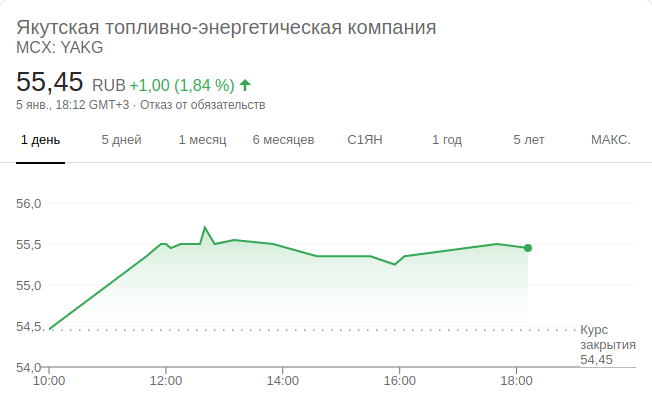 Якутская топливно-энергетическая компания
MCX: YAKG
55,45 RUB +1,00 (1,84 %)
5 янв., 18:12 GMT+3 · Отказ от обязательств
1 день 5 дней 1 месяц 6 месяцев С1ЯН 1 год 5 лет МАКС.
56,0
55,5
55,0
54,5
Курс
закрытия
54,45
54,0
10:00 12:00 14:00 16:00 18:00